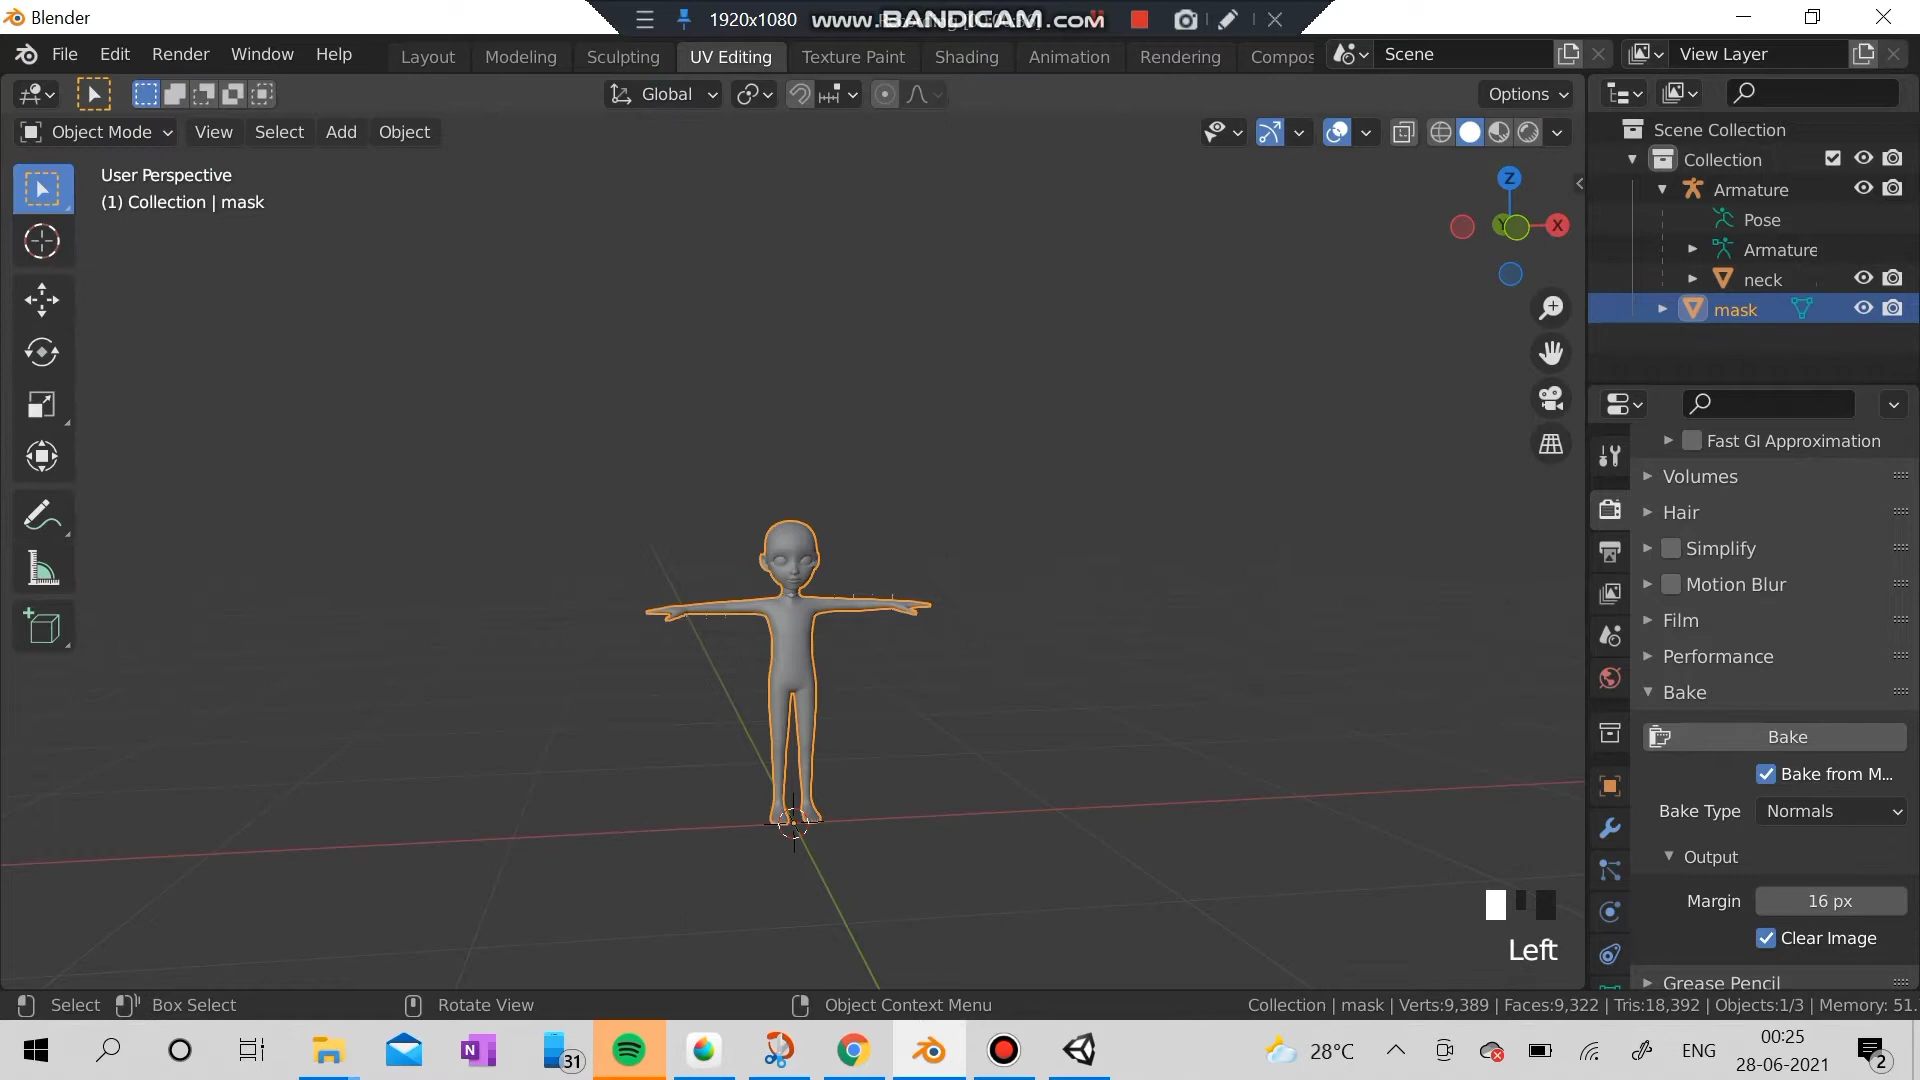 Blender
1920x1080
www.BANDICAM.com
File Edit Render Window Help
Layout Modeling Sculpting UV Editing Texture Paint Shading Animation Rendering Compos
Scene
View Layer
Global
Options
Object Mode View Select Add Object
User Perspective
(1) Collection | mask
Z
Y
X
Scene Collection
Collection
Armature
Pose
Armature
neck
mask
Fast GI Approximation
Volumes
Hair
Simplify
Motion Blur
Film
Performance
Bake
Bake
Bake from M...
Bake Type Normals
Output
Margin 16 px
Clear Image
Grease Pencil
Left
Select Box Select Rotate View Object Context Menu
Collection | mask | Verts:9,389 | Faces:9,322 | Tris:18,392 | Objects:1/3 | Memory: 51.
N
31
28°C
ENG
00:25
28-06-2021
2